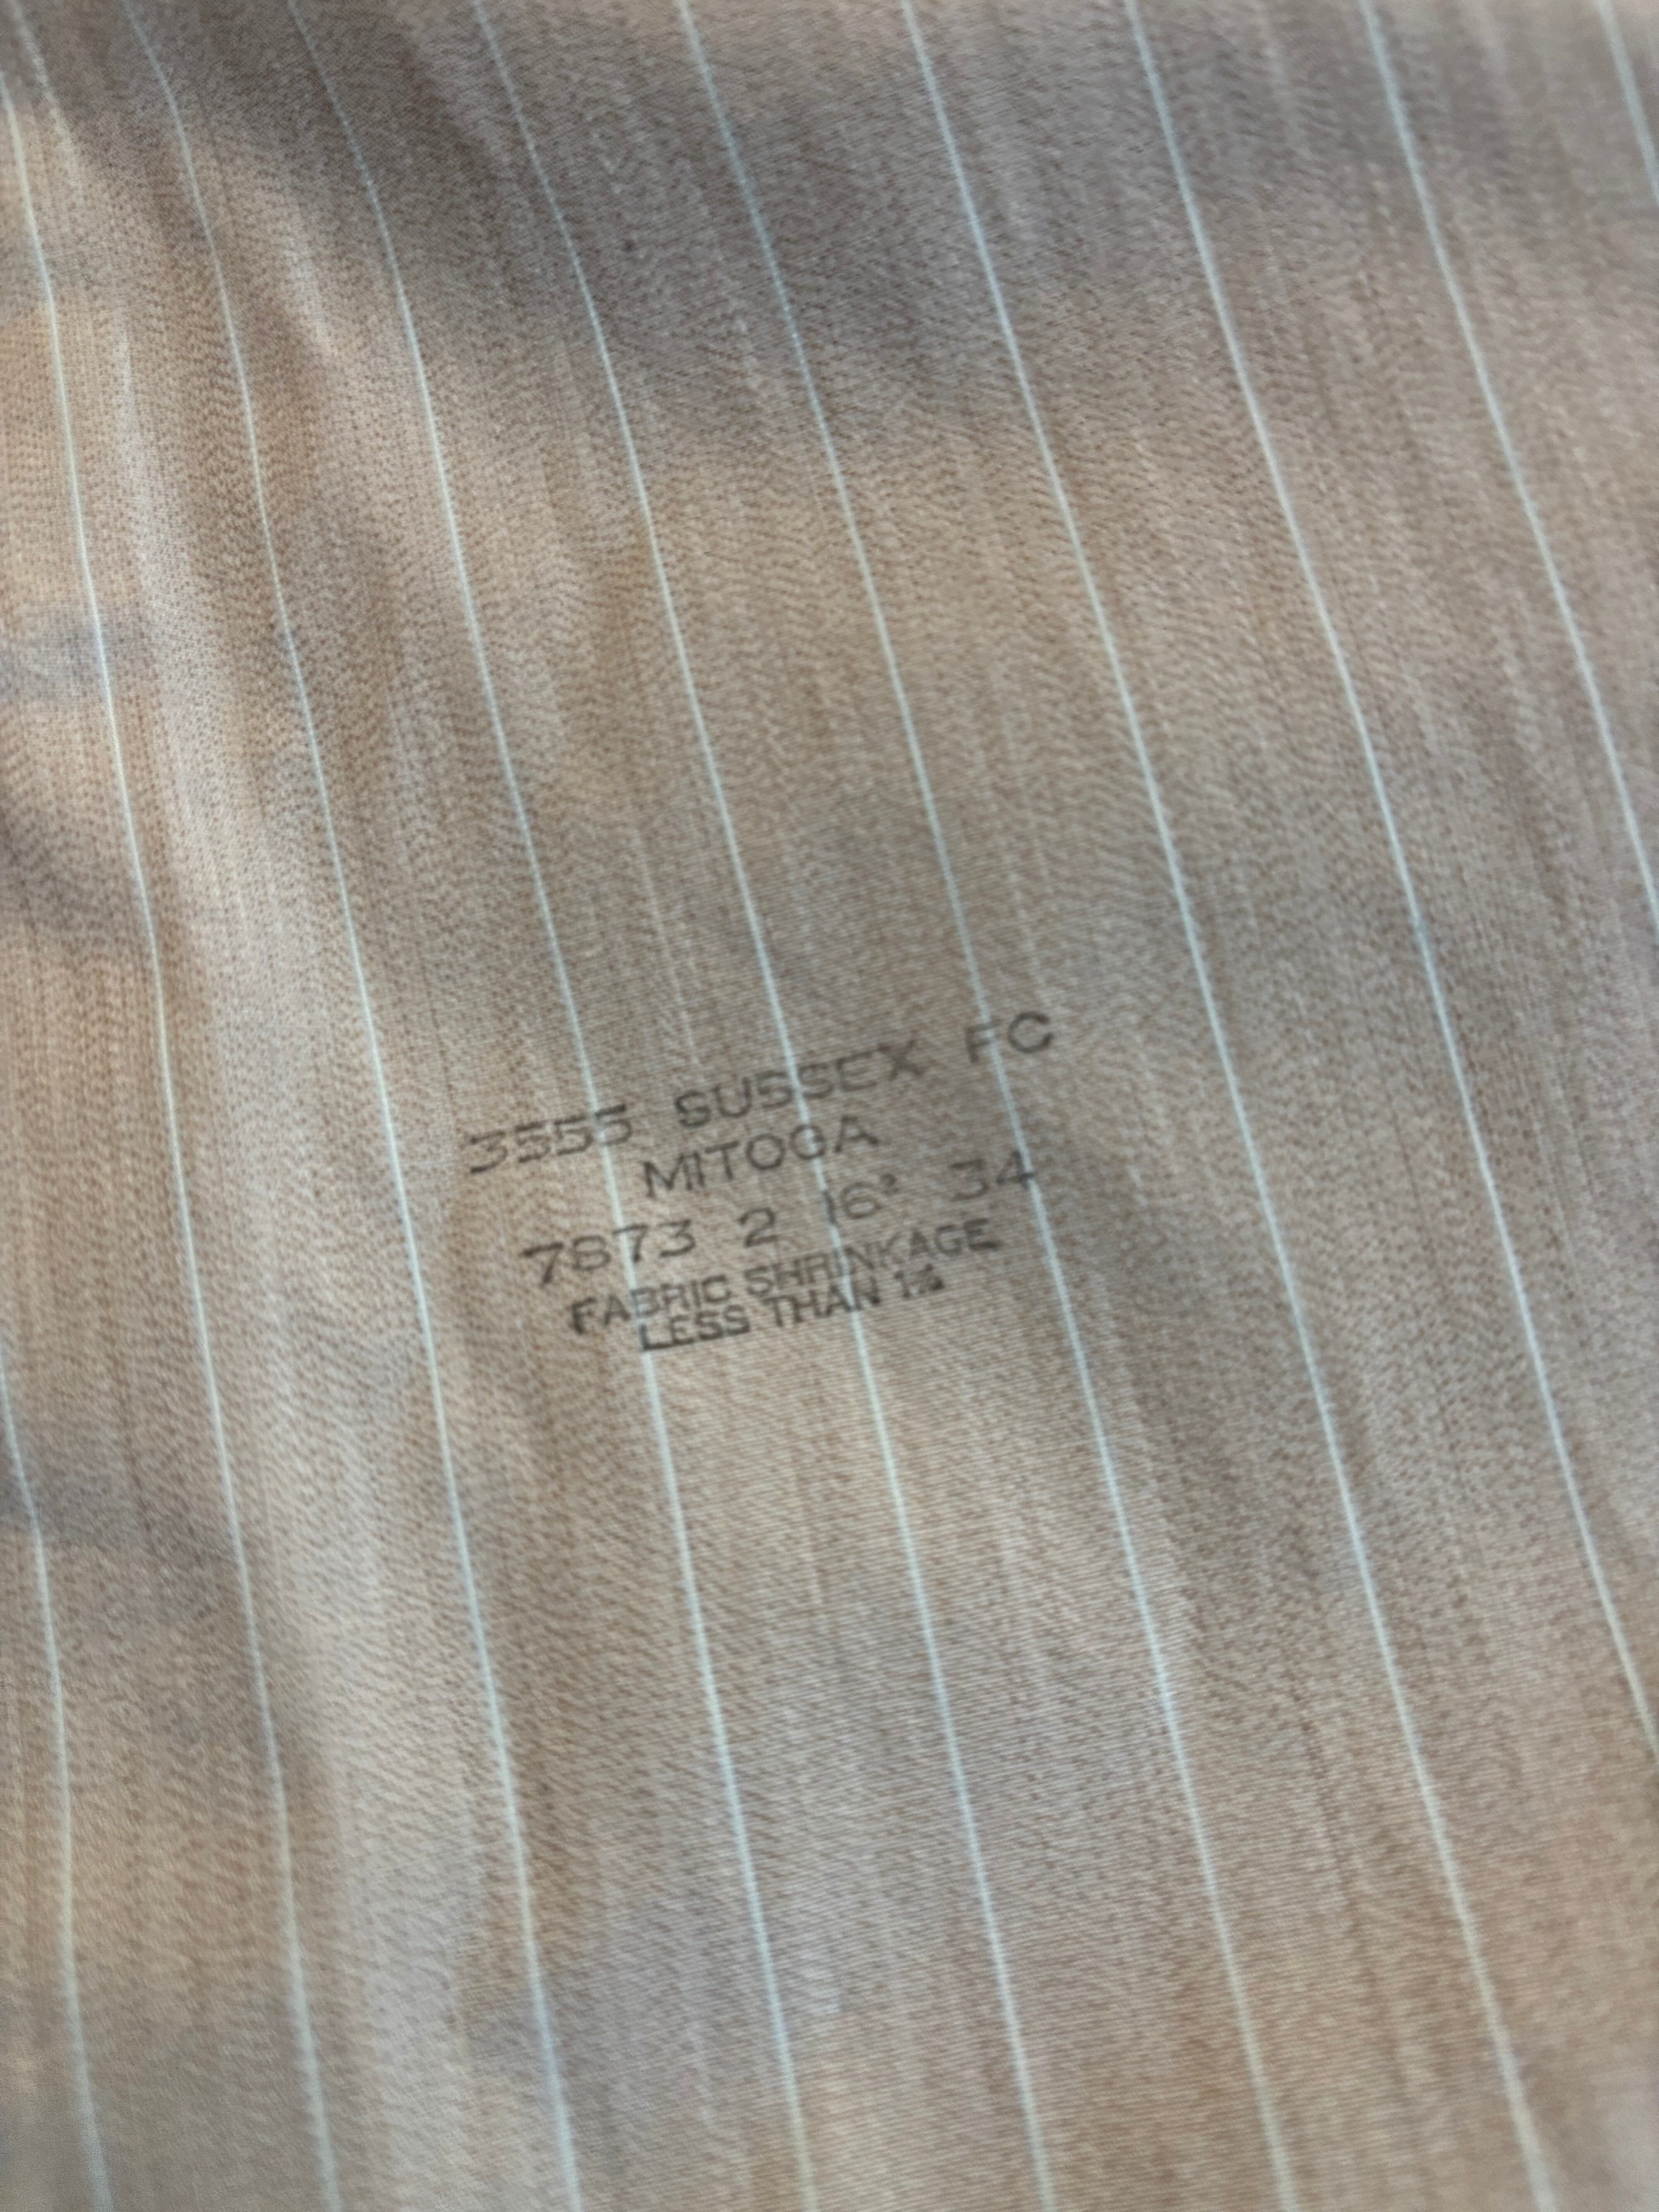 3555 SUSSEX FC
MITOGA
7873 2 16² 34
FABRIC SHRINKAGE
LESS THAN 1%